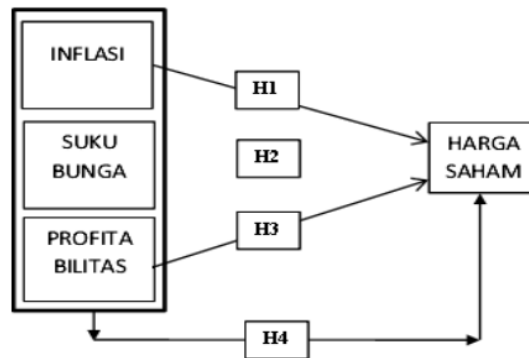 INFLASI
H1
SUKU
BUNGA
H2
HARGA
SAHAM
PROFITA
BILITAS
H3
H4